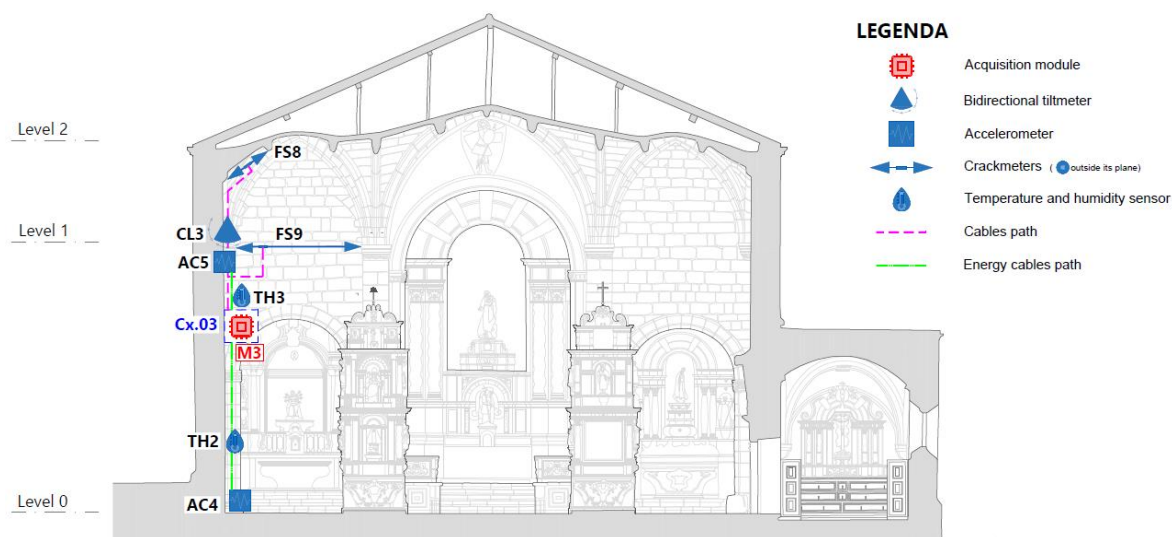 LEGENDA
Acquisition module
Bidirectional tiltmeter
Accelerometer
Crackmeters ( outside its plane)
Temperature and humidity sensor
Cables path
Energy cables path
Level 2
FS8
Level 1
CL3
FS9
AC5
TH3
Cx.03
M3
TH2
AC4
Level 0